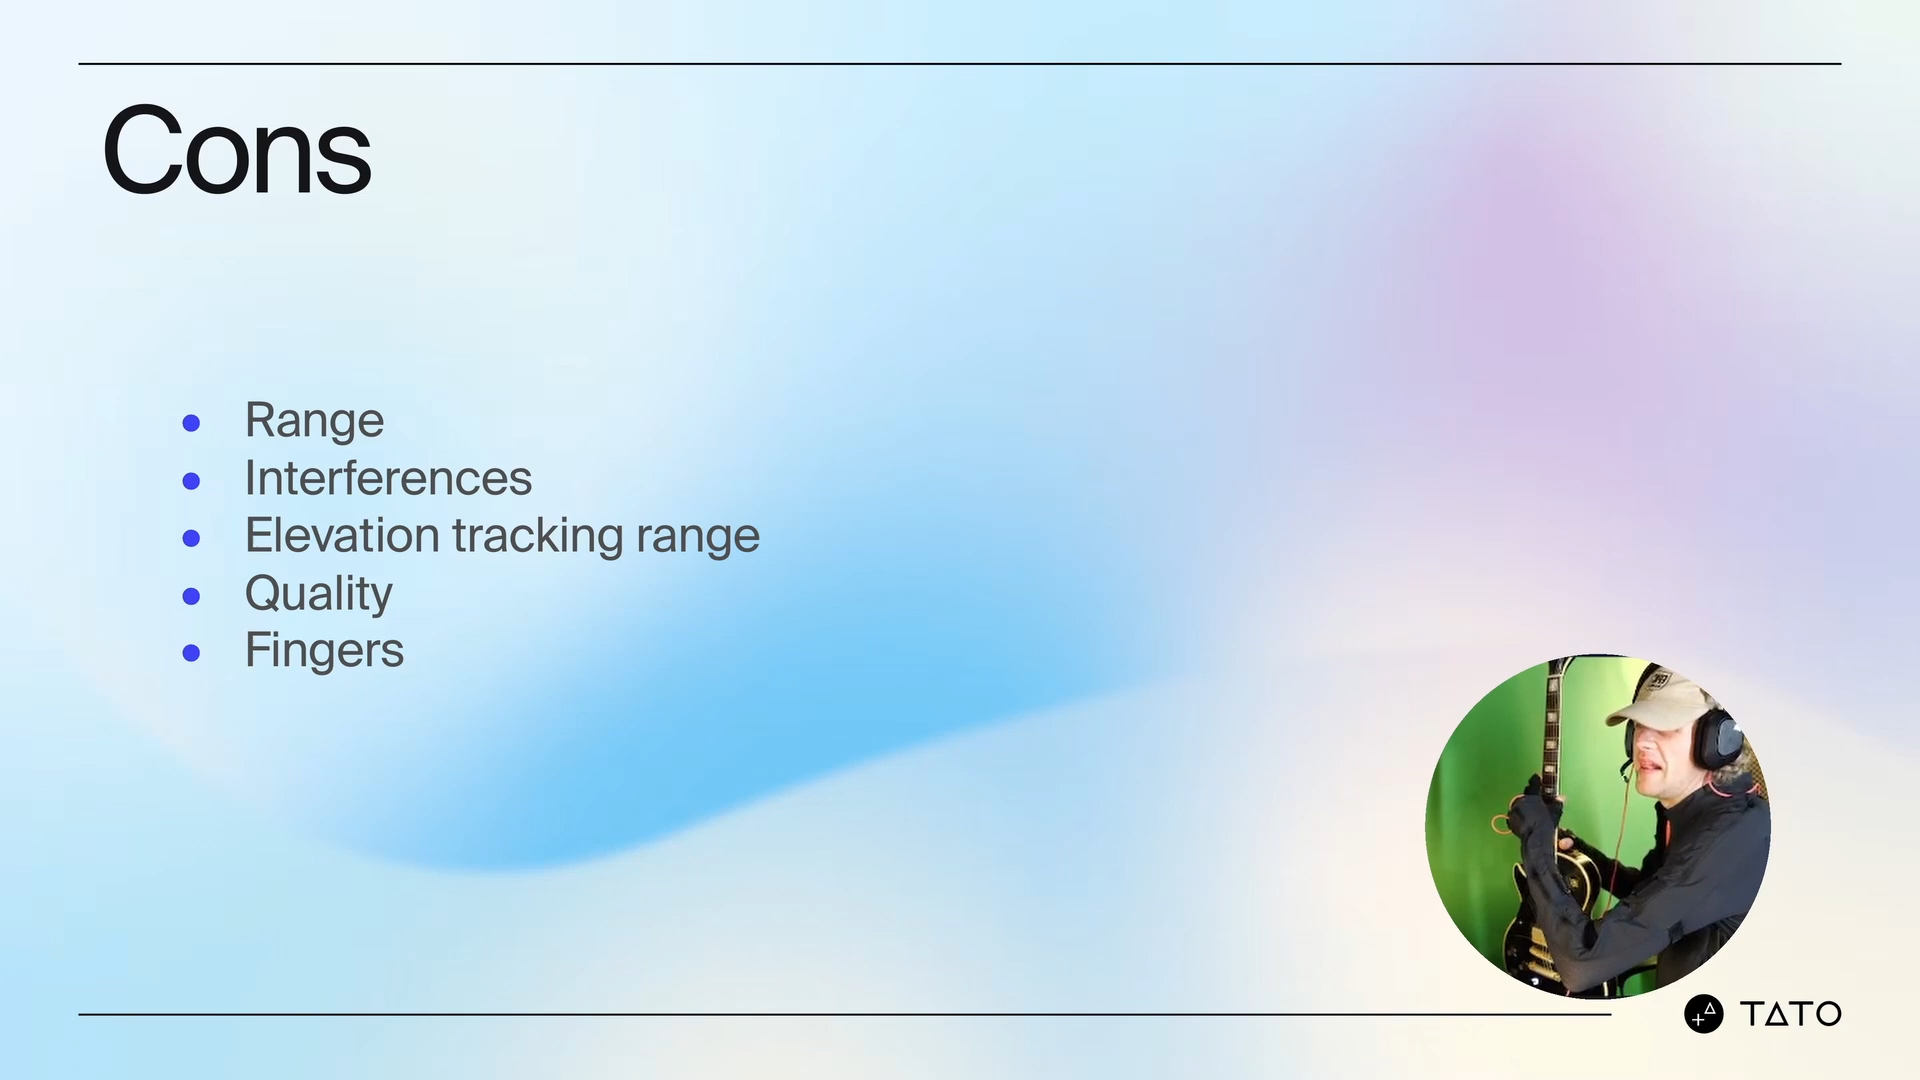 Cons
Range
Interferences
Elevation tracking range
Quality
Fingers
TATO